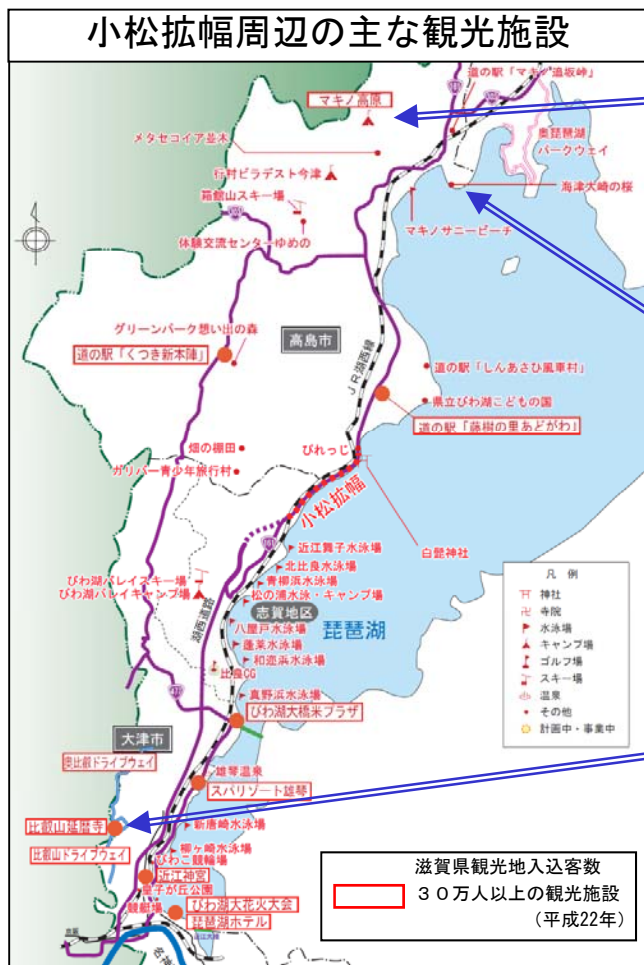 小松拡幅周辺の主な観光施設
道の駅「マキノ追坂峠」
マキノ高原
メタセコイア並木
奥琵琶湖
パークウェイ
行村ビラデスト今津
海津大崎の桜
箱館山スキー場
マキノサニービーチ
体験交流センターゆめの
グリーンパーク想い出の森
高島市
道の駅「くつき新本陣」
JR湖西線
道の駅「しんあさひ風車村」
県立びわ湖こどもの国
道の駅「藤樹の里あどがわ」
畑の棚田
びれっじ
ガリバー青少年旅行村
小松拡幅
白髭神社
161
近江舞子水泳場
北比良水泳場
びわ湖バレイスキー場
青柳浜水泳場
びわ湖バレイキャンプ場
松の浦水泳・キャンプ場
湖西道路
志賀地区
琵琶湖
八屋戸水泳場
蓬莱水泳場
和迩浜水泳場
比良CG
真野浜水泳場
びわ湖大橋米プラザ
大津市
奥比叡ドライブウェイ
雄琴温泉
スパリゾート雄琴
比叡山延暦寺
新唐崎水泳場
柳ヶ崎水泳場
比叡山ドライブウェイ
びわこ競輪場
近江神宮
皇子が丘公園
競艇場
びわ湖大花火大会
琵琶湖ホテル
名神
凡 例
神社
寺院
水泳場
キャンプ場
ゴルフ場
スキー場
温泉
その他
計画中・事業中
滋賀県観光地入込客数
30万人以上の観光施設
(平成22年)